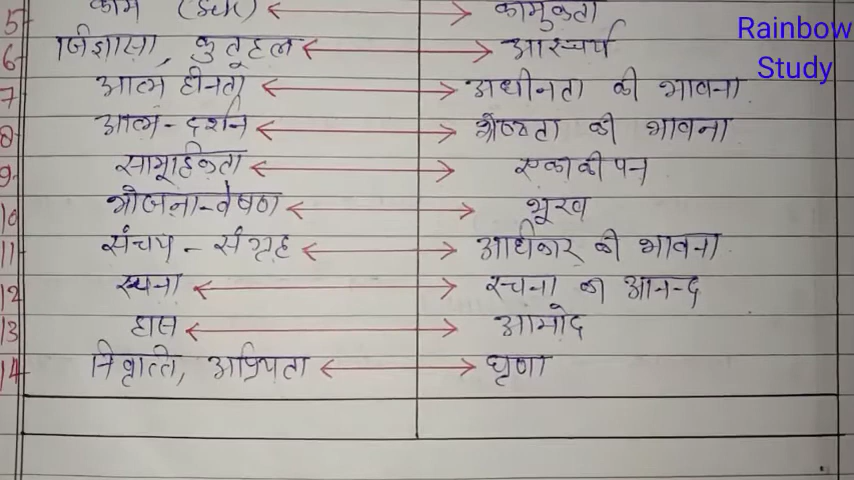 5 काम (Sex) कामुकता
6 जिज्ञासा, कुतूहल आश्चर्य
7 आत्म हीनता अधीनता की भावना
8 आत्म-दर्शन श्रेष्ठता की भावना
9 सामूहिकता एकाकीपन
10 भोजनान्वेषण भूख
11 संचय - संग्रह अधिकार की भावना
12 रचना रचना का आनन्द
13 हास आमोद
14 निवृत्ति, अप्रियता घृणा
Rainbow
Study